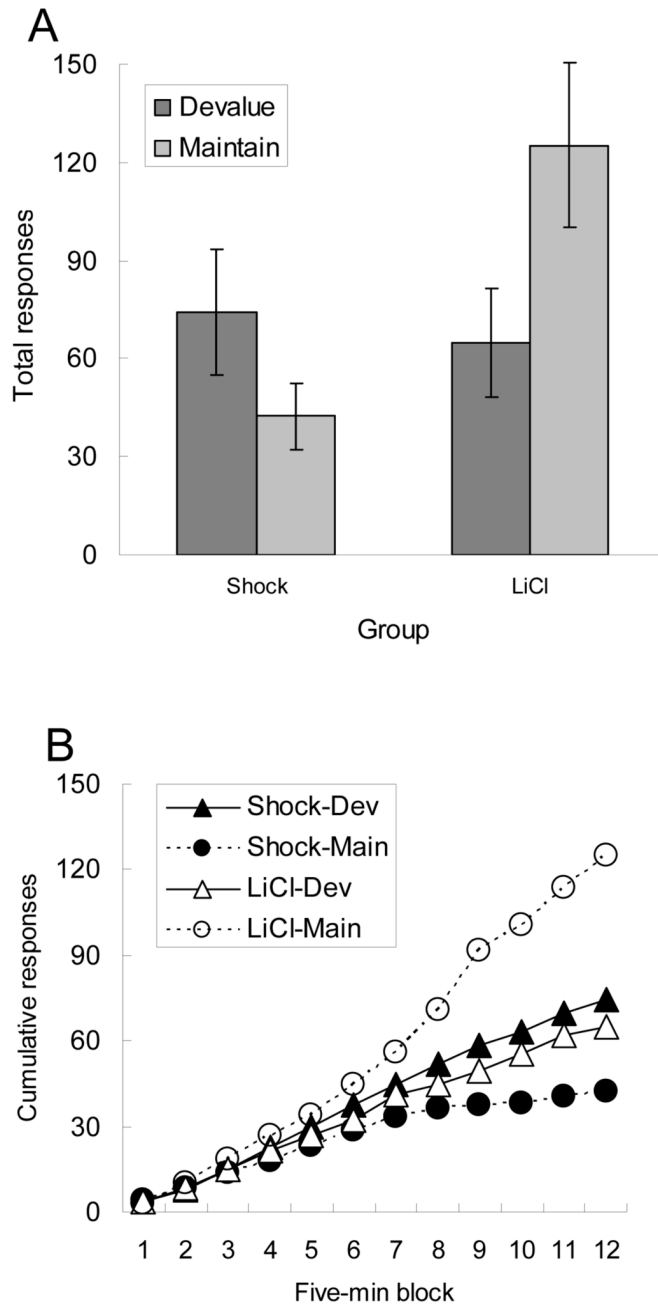 A
150
120
90
60
30
0
Total responses
Devalue
Maintain
Shock LiCl
Group
B
150
120
90
60
30
0
Cumulative responses
Shock-Dev
Shock-Main
LiCl-Dev
LiCl-Main
1 2 3 4 5 6 7 8 9 10 11 12
Five-min block